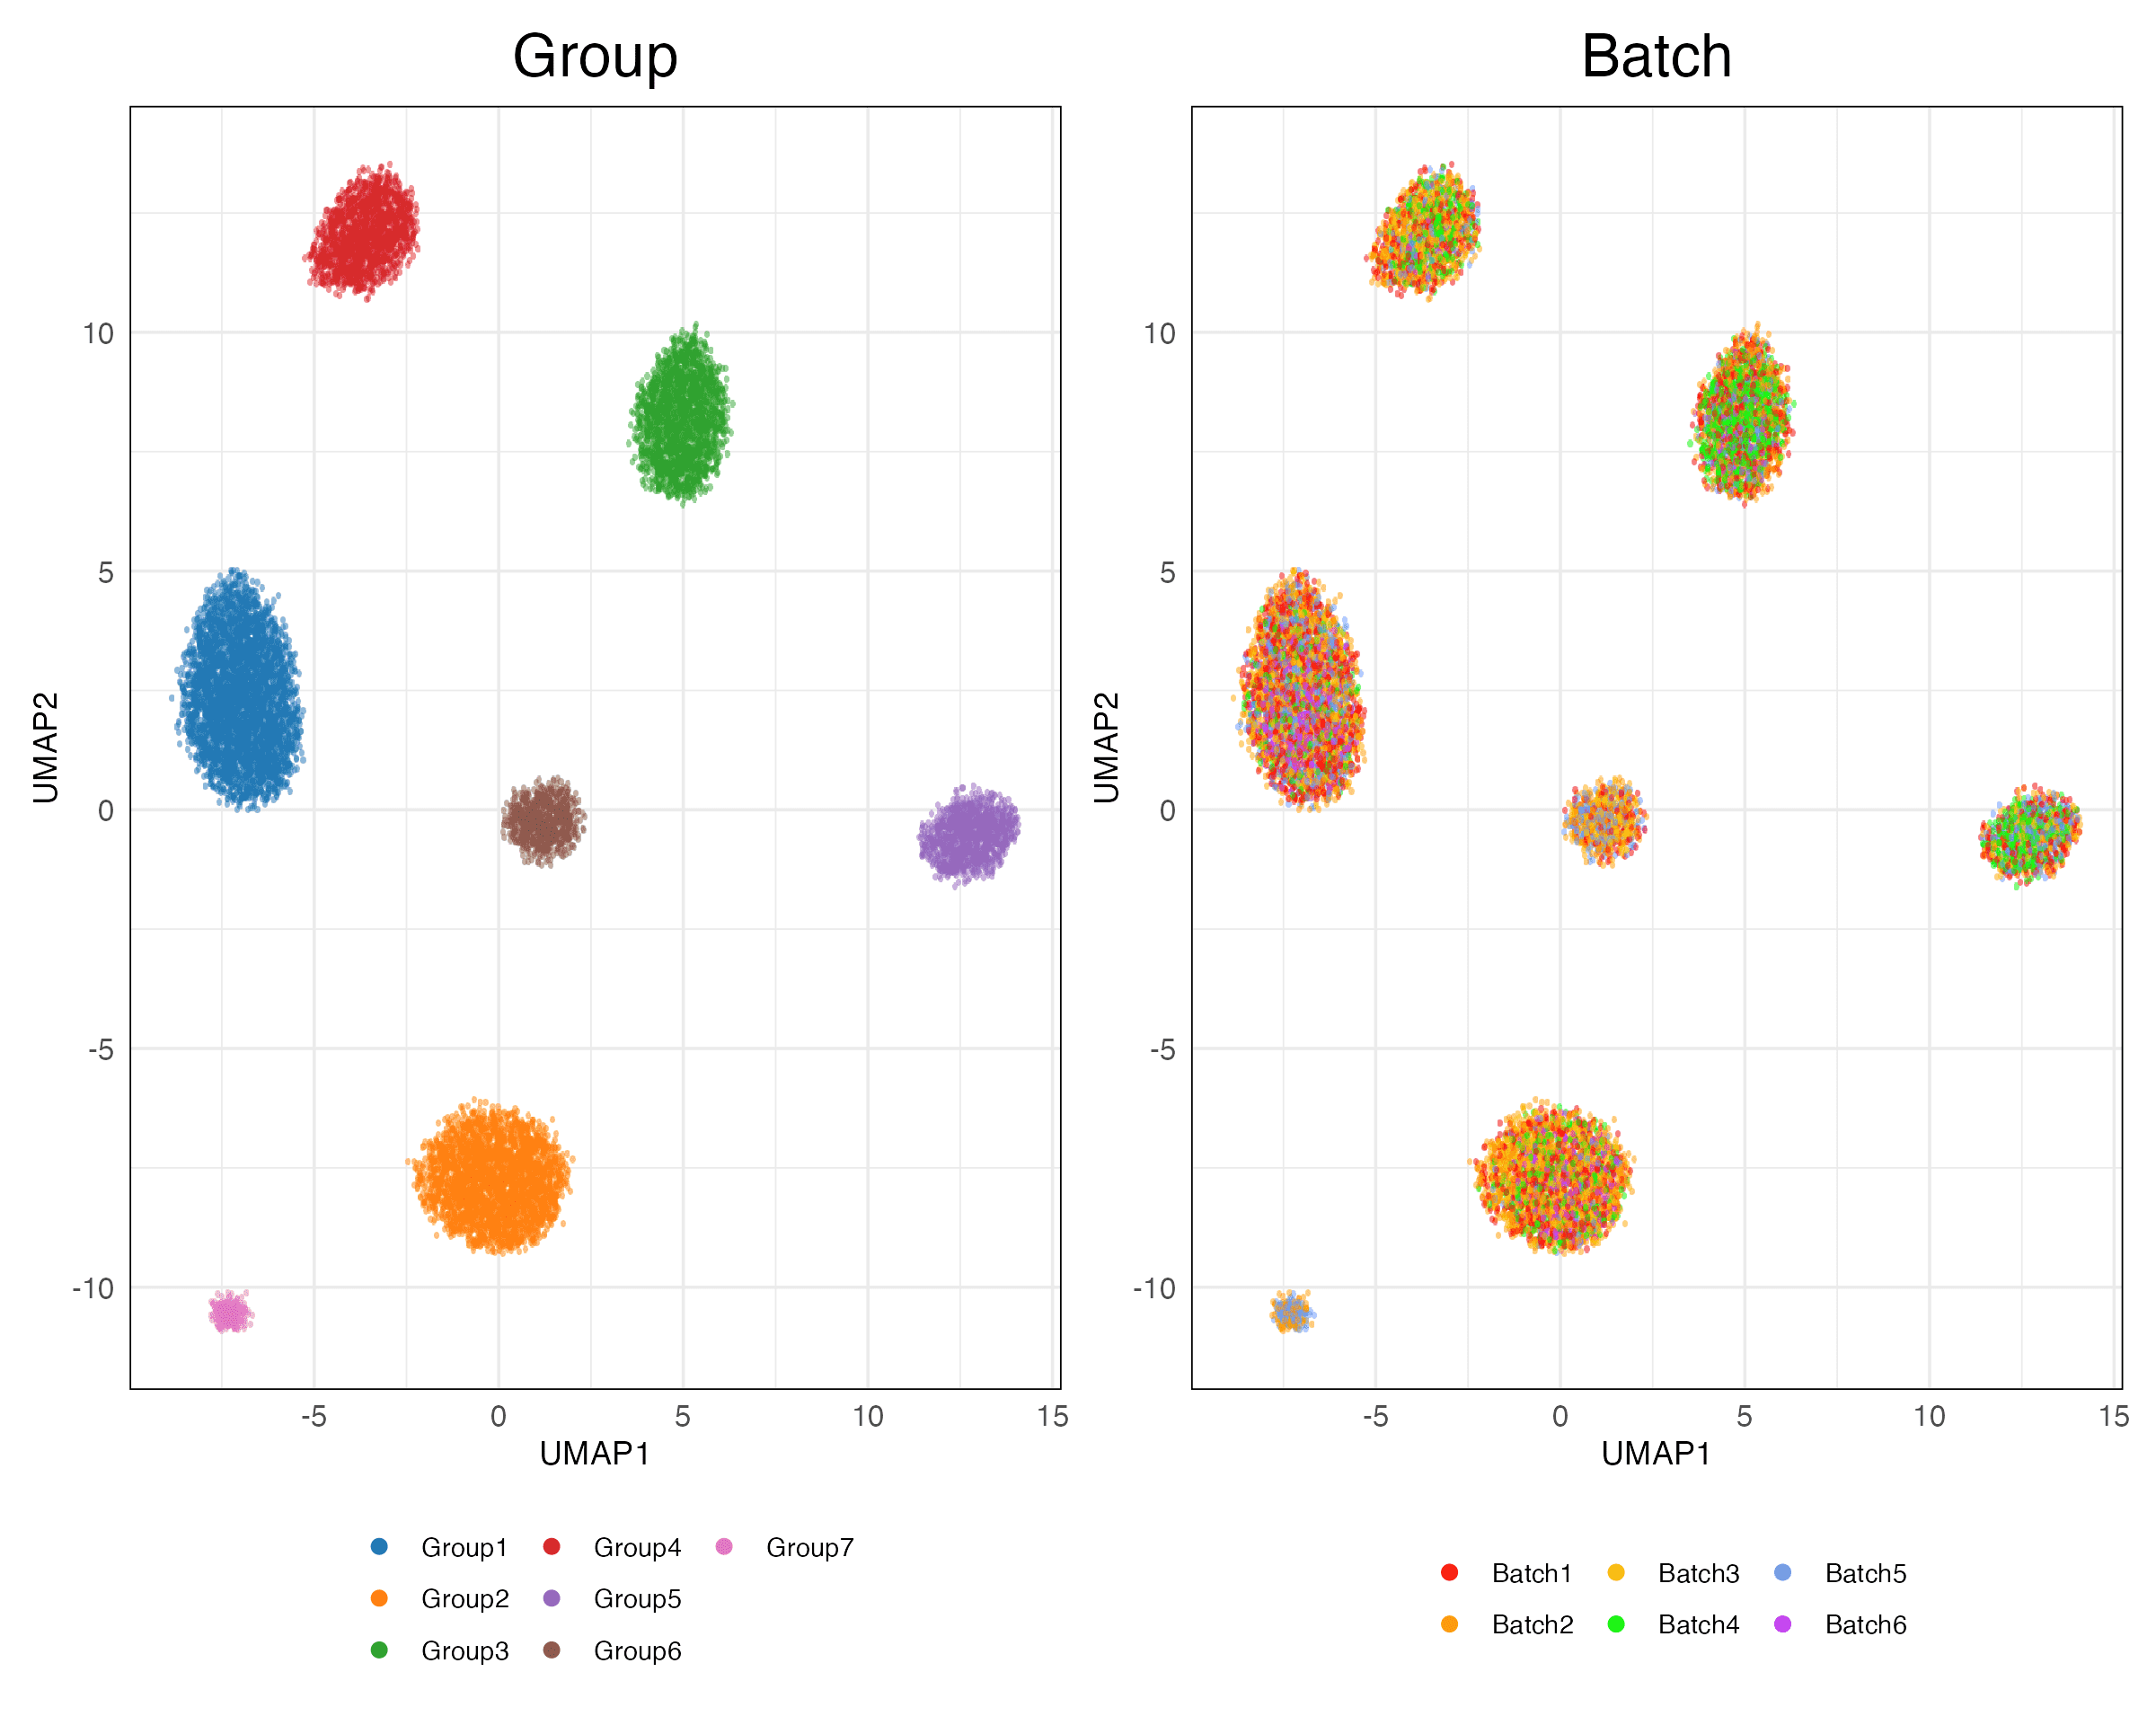 Group
Batch
UMAP2
10
5
0
-5
-10
-5 0 5 10 15
UMAP1
UMAP2
10
5
0
-5
-10
-5 0 5 10 15
UMAP1
Group1 Group4 Group7
Group2 Group5
Group3 Group6
Batch1 Batch3 Batch5
Batch2 Batch4 Batch6